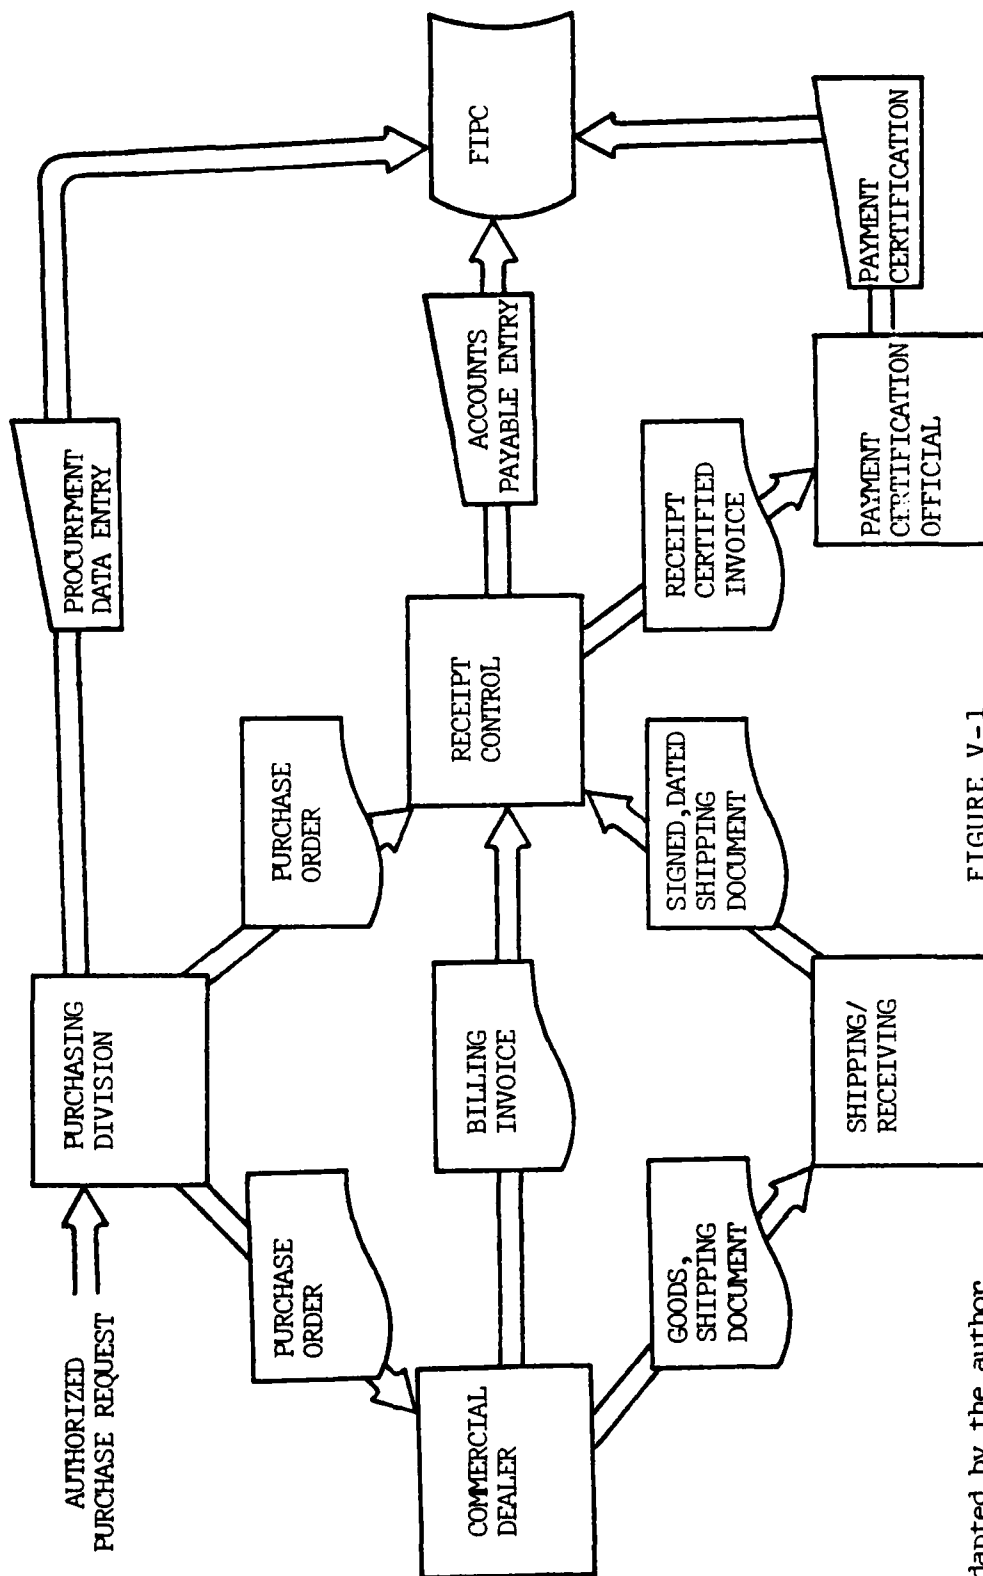 AUTHORIZED
PURCHASE REQUEST
PURCHASING
DIVISION
PROCUREMENT
DATA ENTRY
PURCHASE
ORDER
PURCHASE
ORDER
COMMERCIAL
DEALER
BILLING
INVOICE
RECEIPT
CONTROL
ACCOUNTS
PAYABLE ENTRY
FIPC
GOODS,
SHIPPING
DOCUMENT
SIGNED,DATED
SHIPPING
DOCUMENT
RECEIPT
CERTIFIED
INVOICE
SHIPPING/
RECEIVING
PAYMENT
CERTIFICATION
OFFICIAL
PAYMENT
CERTIFICATION
FIGURE V-1
dapted by the author